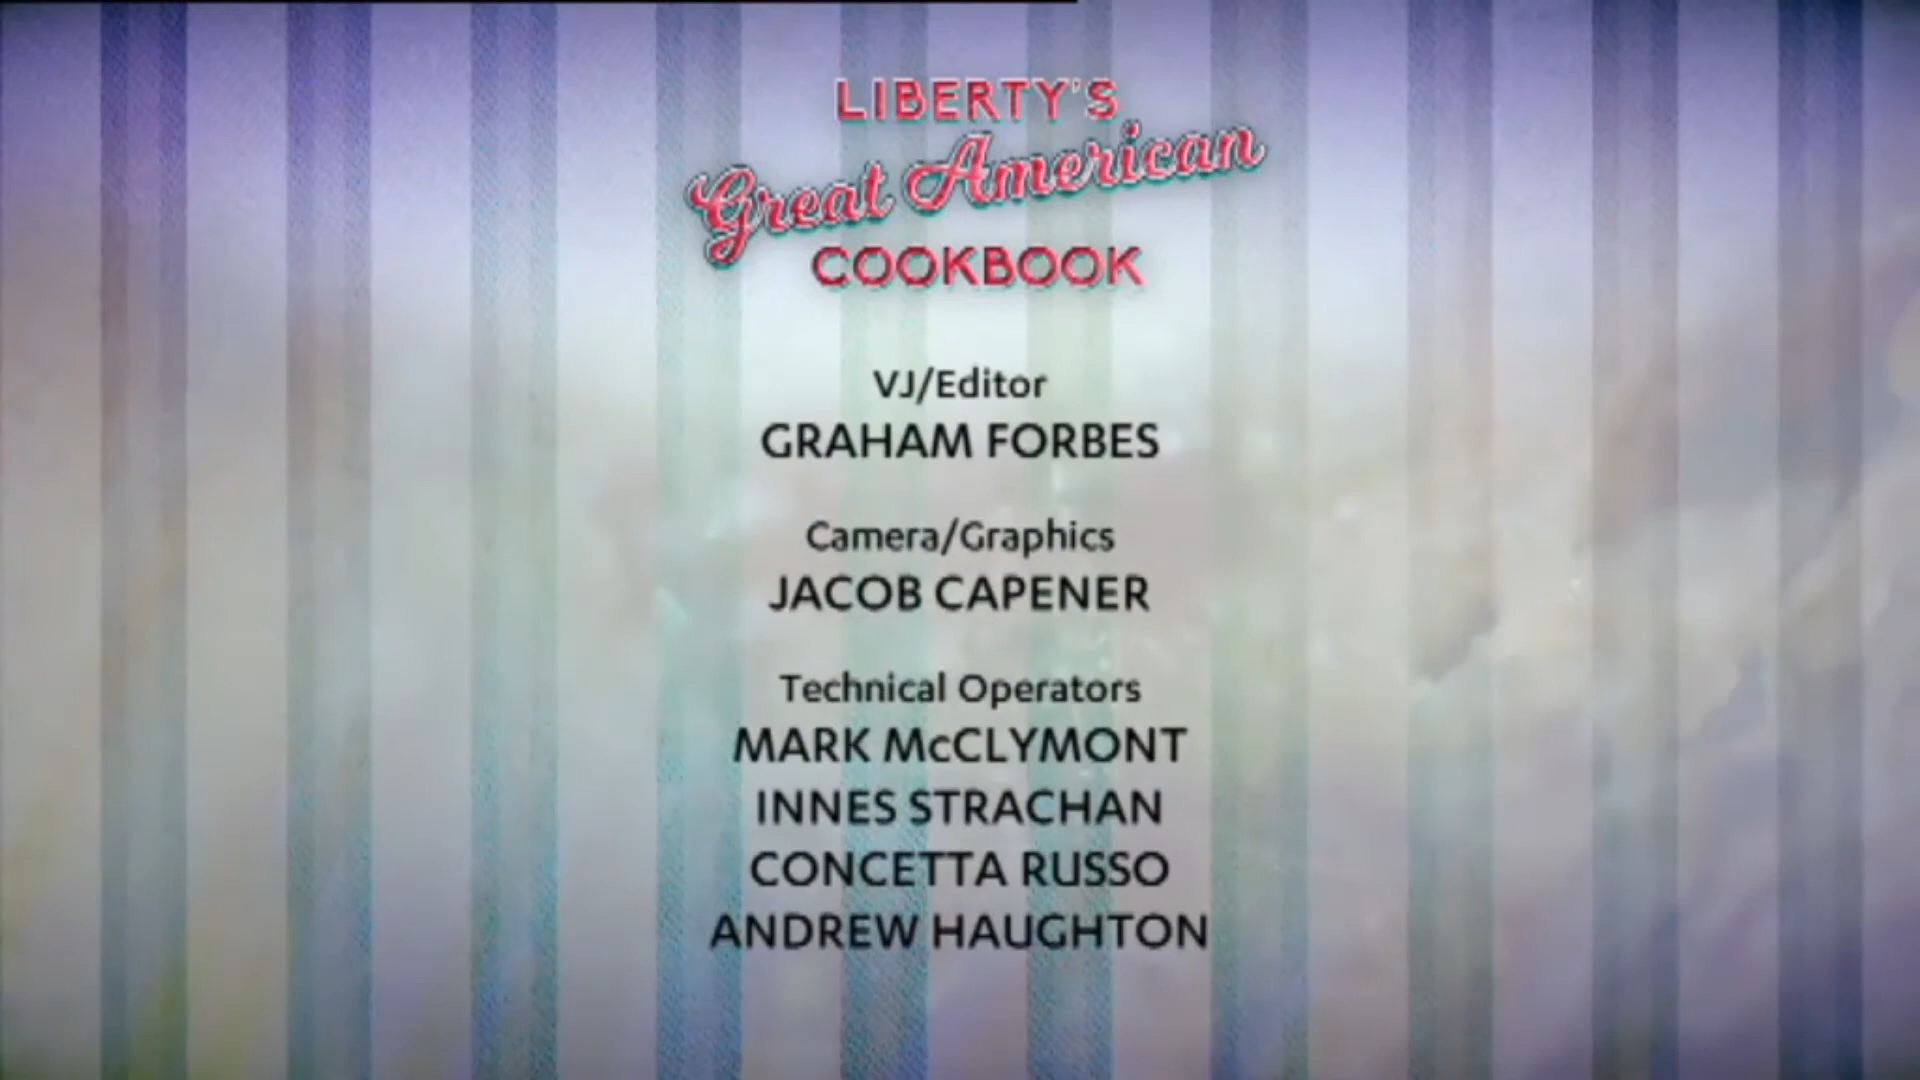 LIBERTY'S
Great American
COOKBOOK
VJ/Editor
GRAHAM FORBES
Camera/Graphics
JACOB CAPENER
Technical Operators
MARK McCLYMONT
INNES STRACHAN
CONCETTA RUSSO
ANDREW HAUGHTON